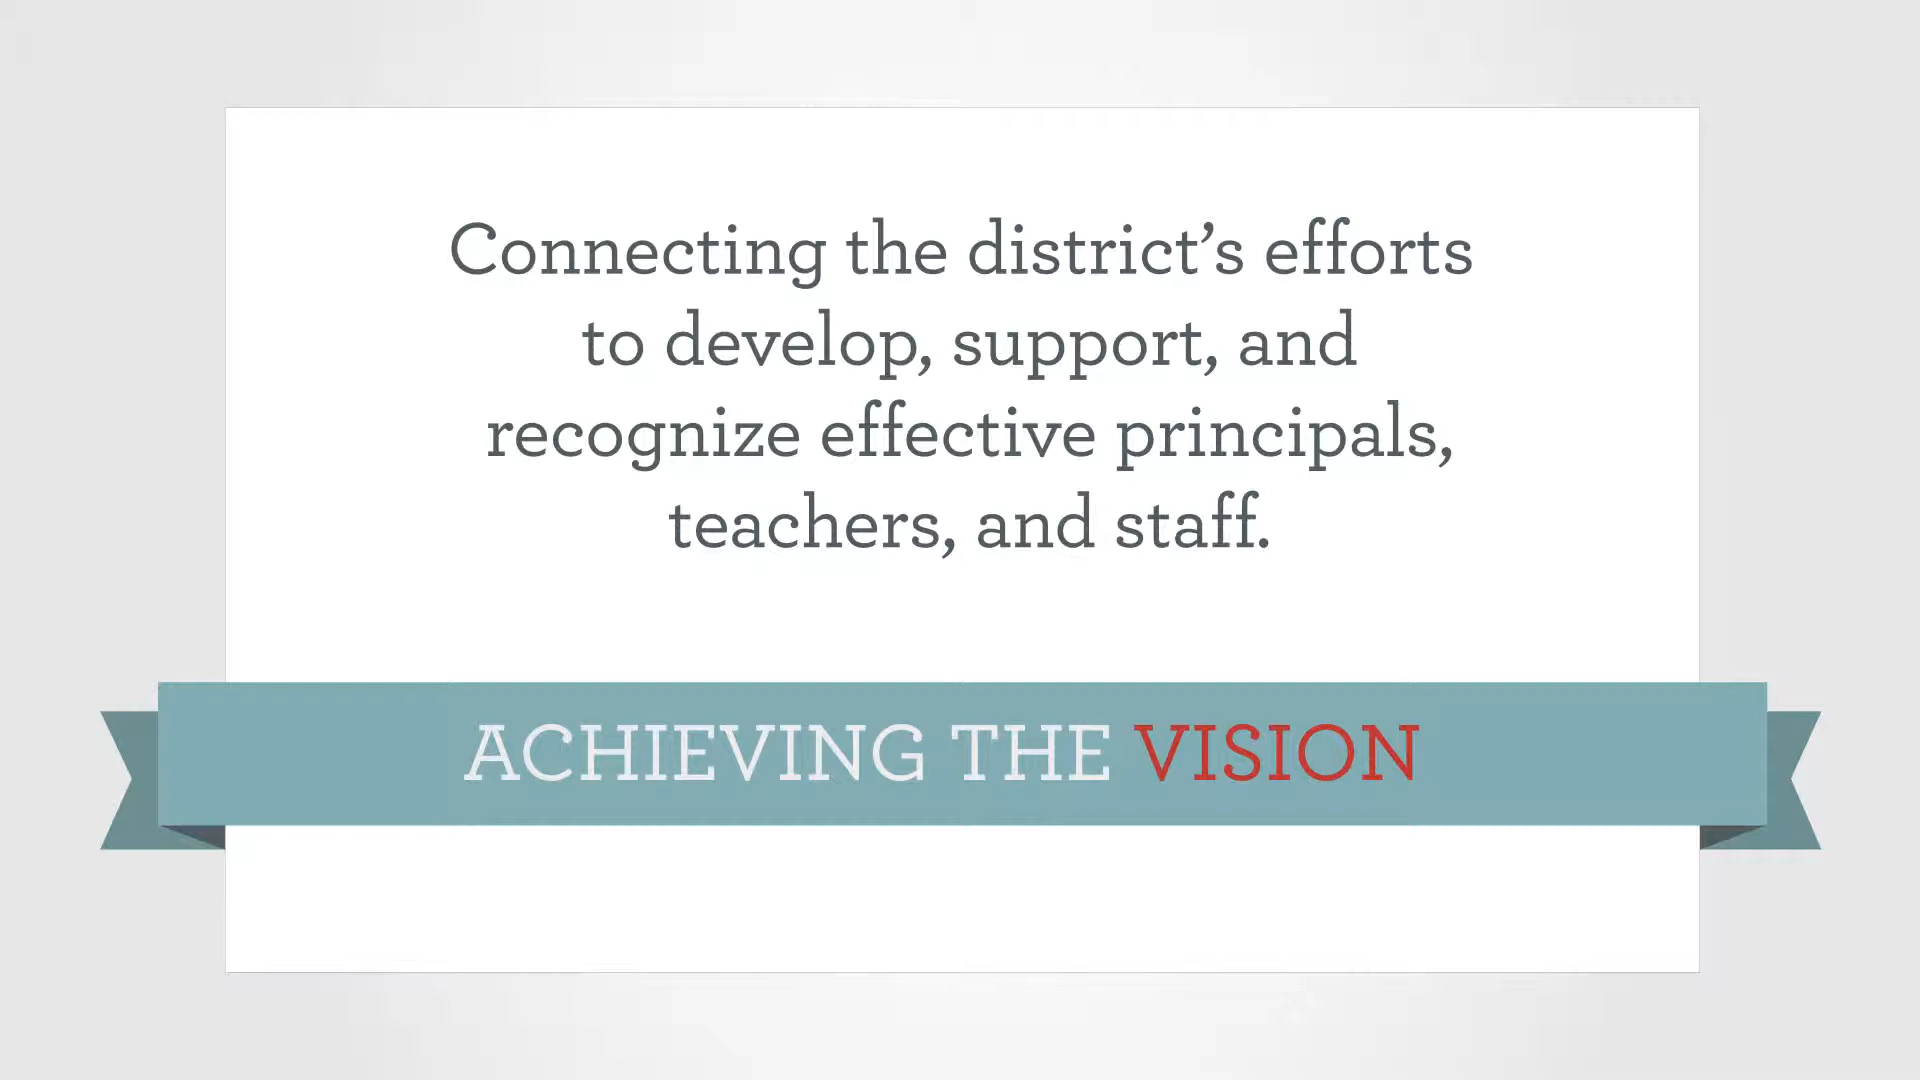 Connecting the district’s efforts
to develop, support, and
recognize effective principals,
teachers, and staff.
ACHIEVING THE VISION